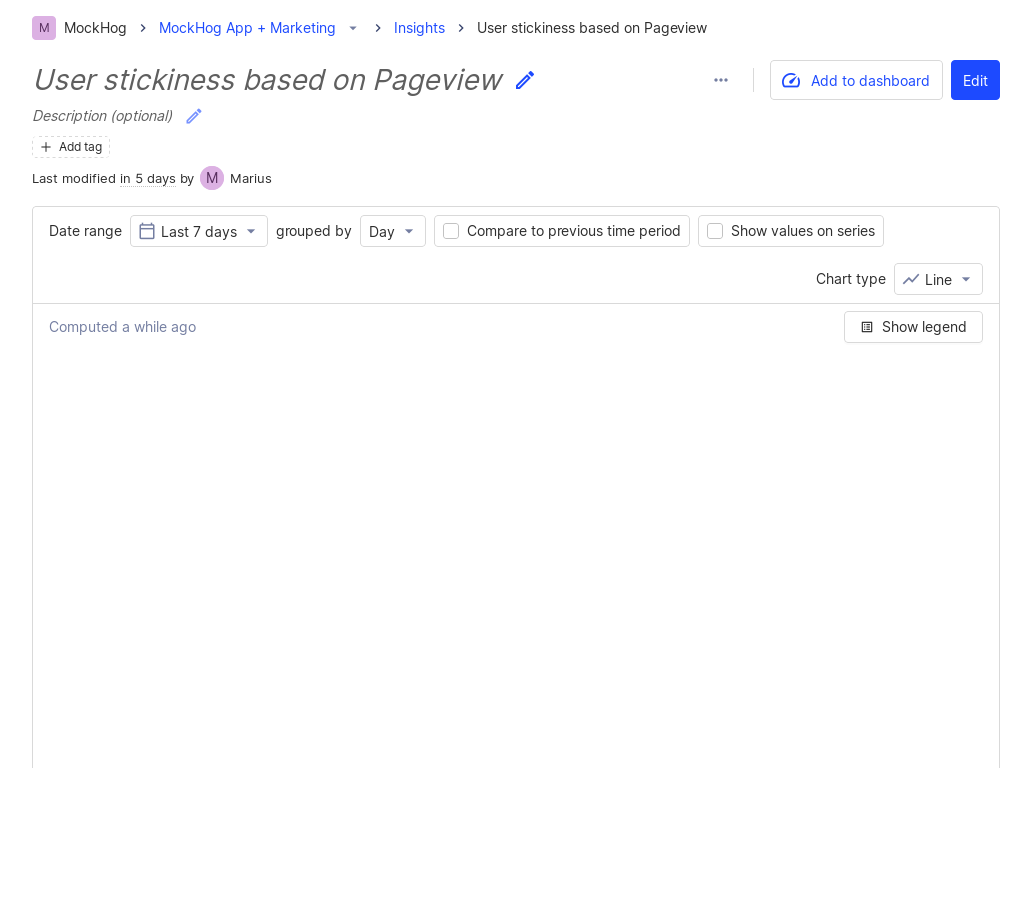 M MockHog MockHog App + Marketing Insights User stickiness based on Pageview
User stickiness based on Pageview
Add to dashboard Edit
Description (optional)
Add tag
Last modified in 5 days by M Marius
Date range Last 7 days grouped by Day Compare to previous time period Show values on series
Chart type Line
Computed a while ago Show legend